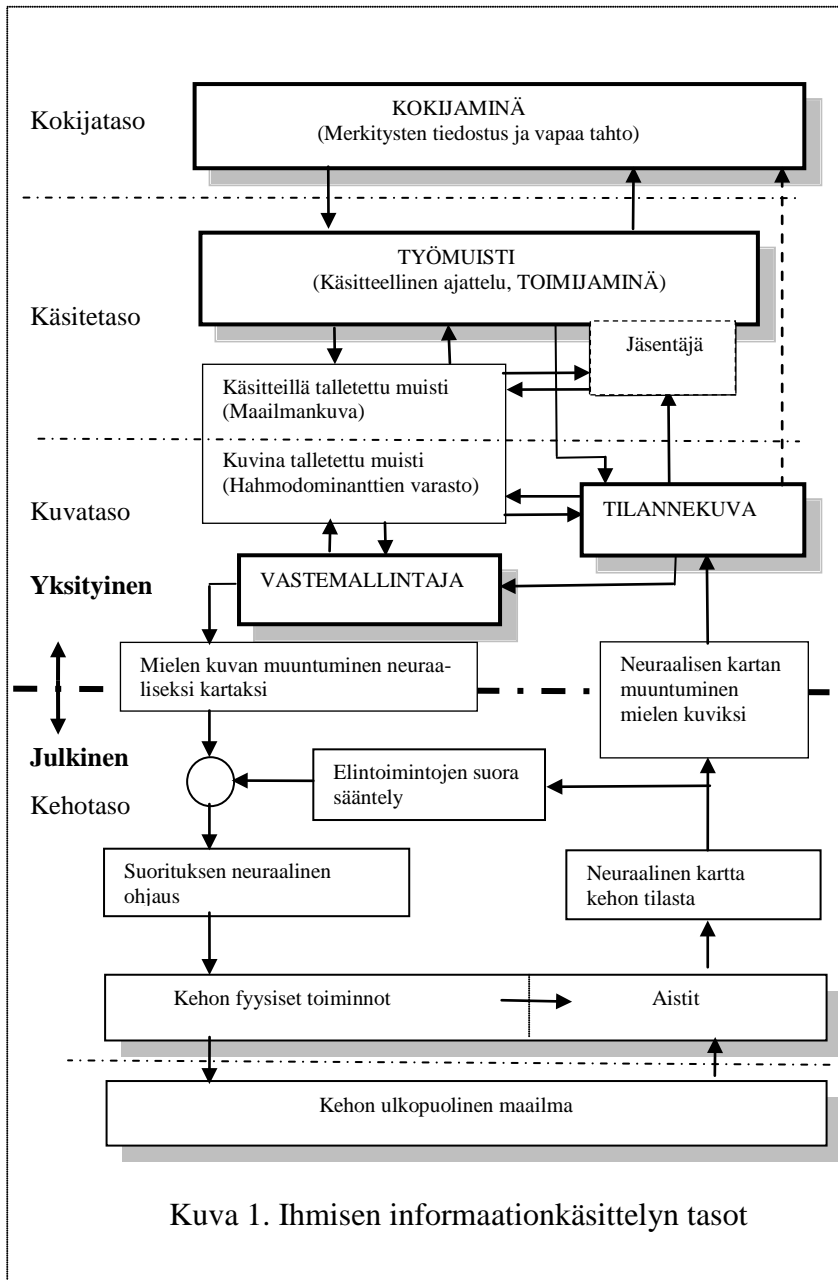 Kokijataso
KOKIJAMINÄ
(Merkitysten tiedostus ja vapaa tahto)
TYÖMUISTI
(Käsitteellinen ajattelu, TOIMIJAMINÄ)
Käsitetaso
Jäsentäjä
Käsitteillä talletettu muisti
(Maailmankuva)
Kuvina talletettu muisti
(Hahmodominanttien varasto)
Kuvataso
TILANNEKUVA
Yksityinen
VASTEMALLINTAJA
Mielen kuvan muuntuminen neuraa-
liseksi kartaksi
Neuraalisen kartan
muuntuminen
mielen kuviksi
Julkinen
Kehotaso
Elintoimintojen suora
sääntely
Suorituksen neuraalinen
ohjaus
Neuraalinen kartta
kehon tilasta
Kehon fyysiset toiminnot
Aistit
Kehon ulkopuolinen maailma
Kuva 1. Ihmisen informaationkäsittelyn tasot